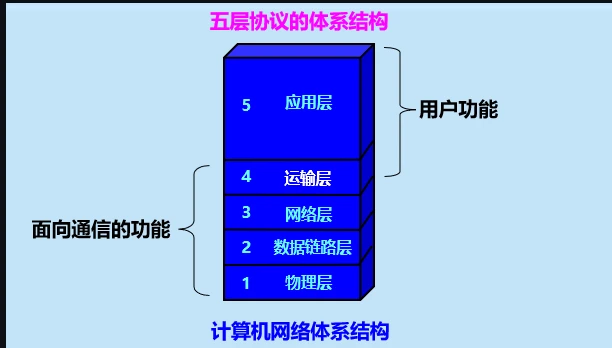 五层协议的体系结构
5 应用层
用户功能
4 运输层
3 网络层
面向通信的功能
2 数据链路层
1 物理层
计算机网络体系结构